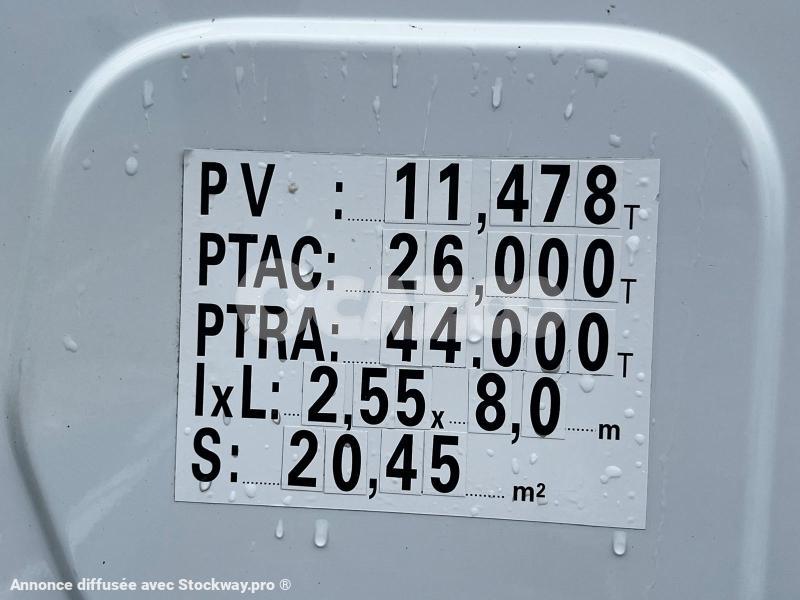 PV :........11,478 T
PTAC:........26,000 T
PTRA:........44.000 T
IxL:....2,55 x....8,0......m
S:........20,45........m²
Annonce diffusée avec Stockway.pro ®